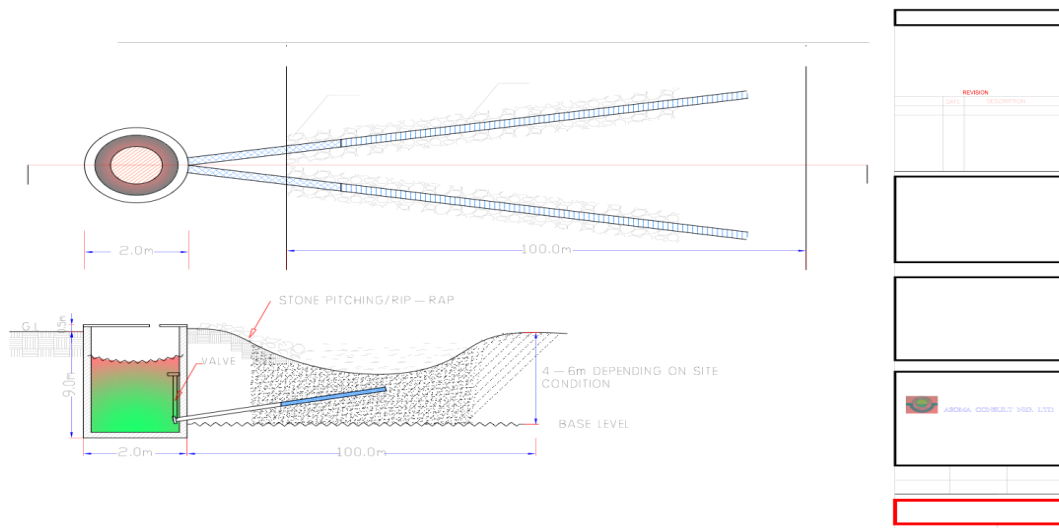 REVISION
DATE DESCRIPTION
2.0m
100.0m
STONE PITCHING/RIP-RAP
G.L
0.5m
VALVE
9.0m
4-6m DEPENDING ON SITE
CONDITION
BASE LEVEL
2.0m
100.0m
CONSULT NIG. LTD